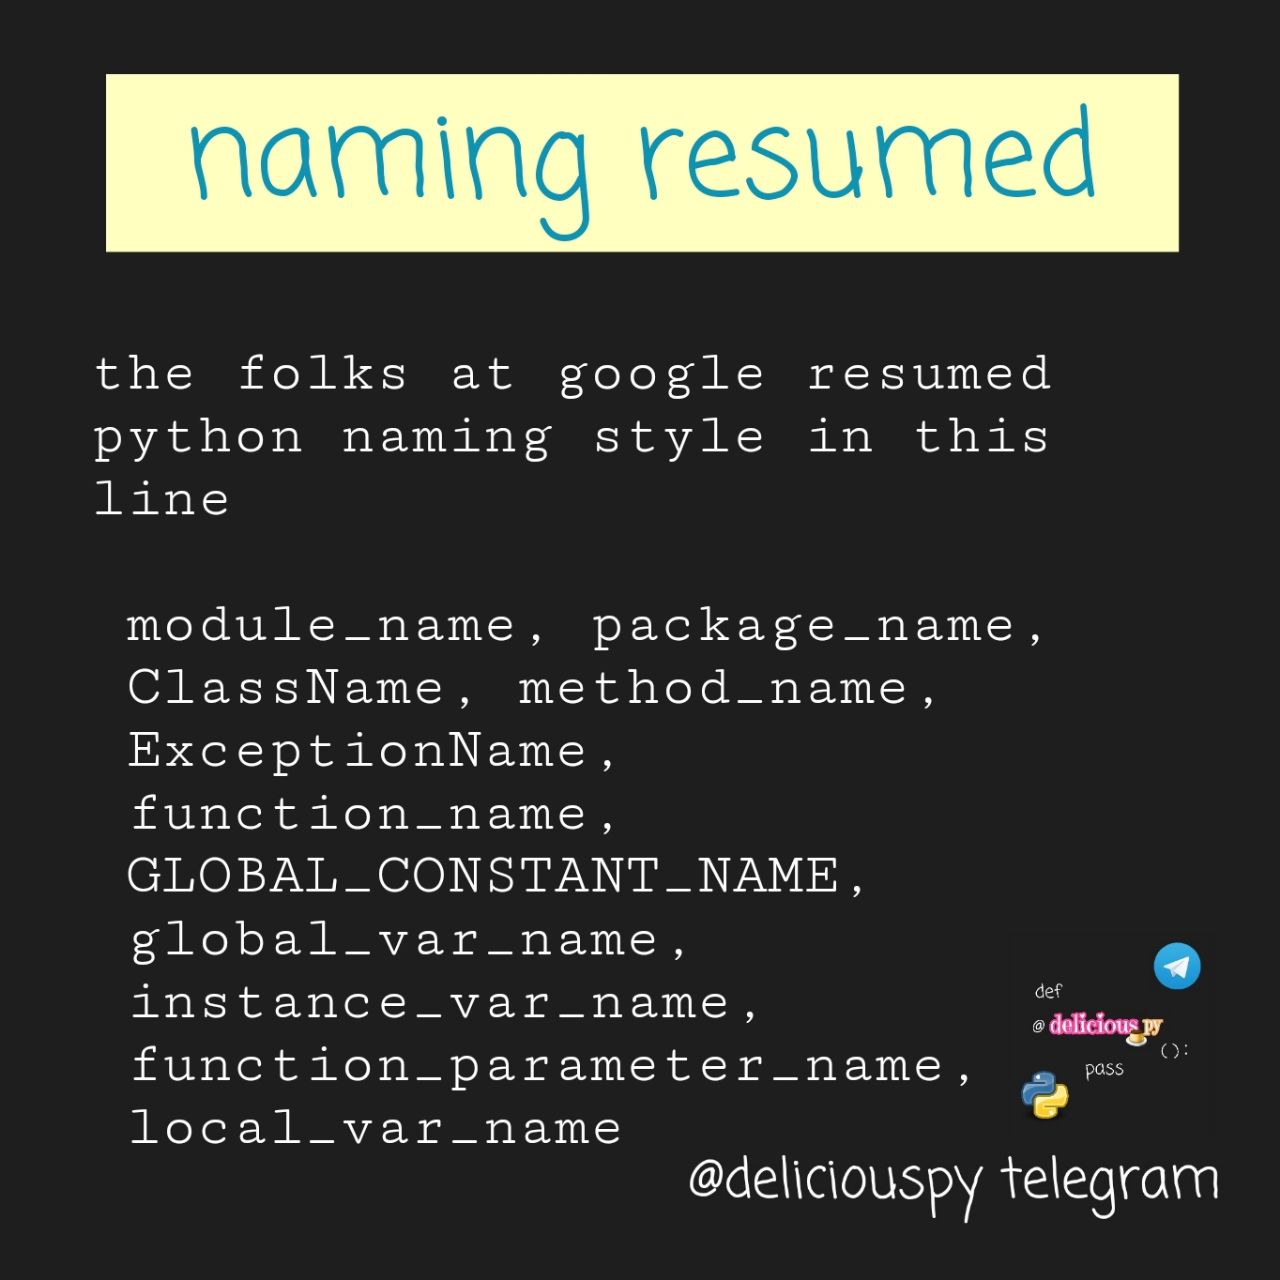 naming resumed
the folks at google resumed
python naming style in this
line
module_name, package_name,
ClassName, method_name,
ExceptionName,
function_name,
GLOBAL_CONSTANT_NAME,
global_var_name,
instance_var_name,
function_parameter_name,
local_var_name
def
@delicious py
():
pass
@deliciouspy telegram